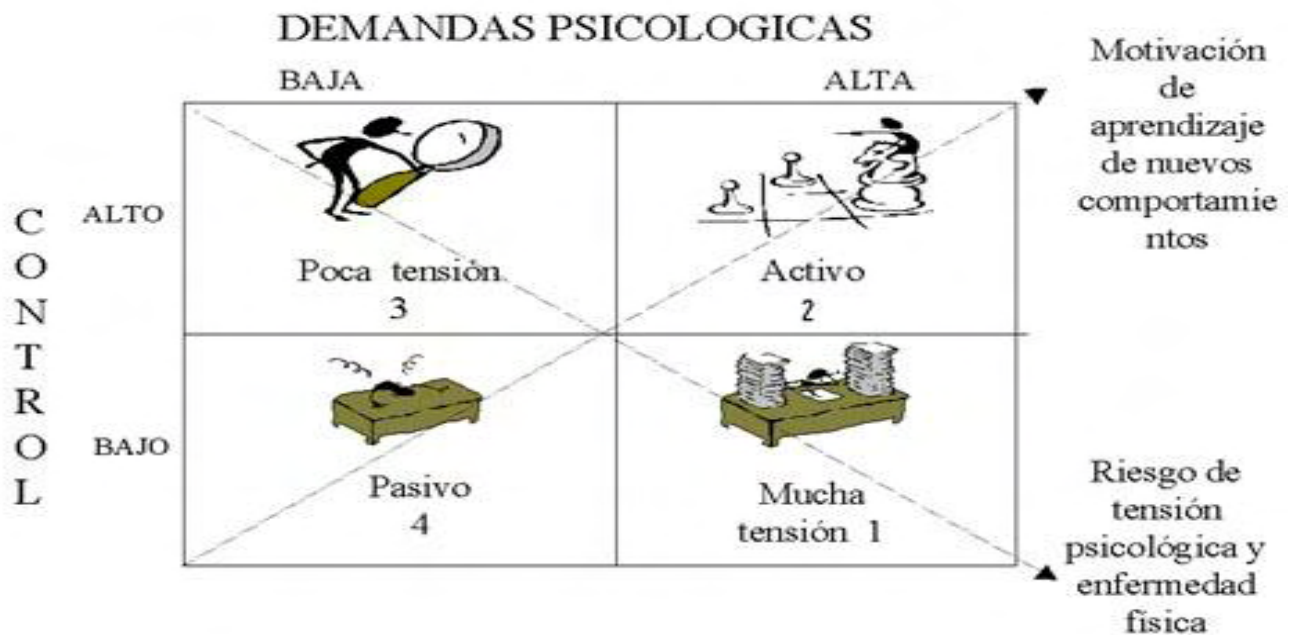 DEMANDAS PSICOLOGICAS
BAJA
ALTA
Motivación
de
aprendizaje
de nuevos
comportamie
ntos
CONTROL
ALTO
Poca tensión
3
Activo
2
BAJO
Pasivo
4
Mucha
tensión 1
Riesgo de
tensión
psicológica y
enfermedad
física